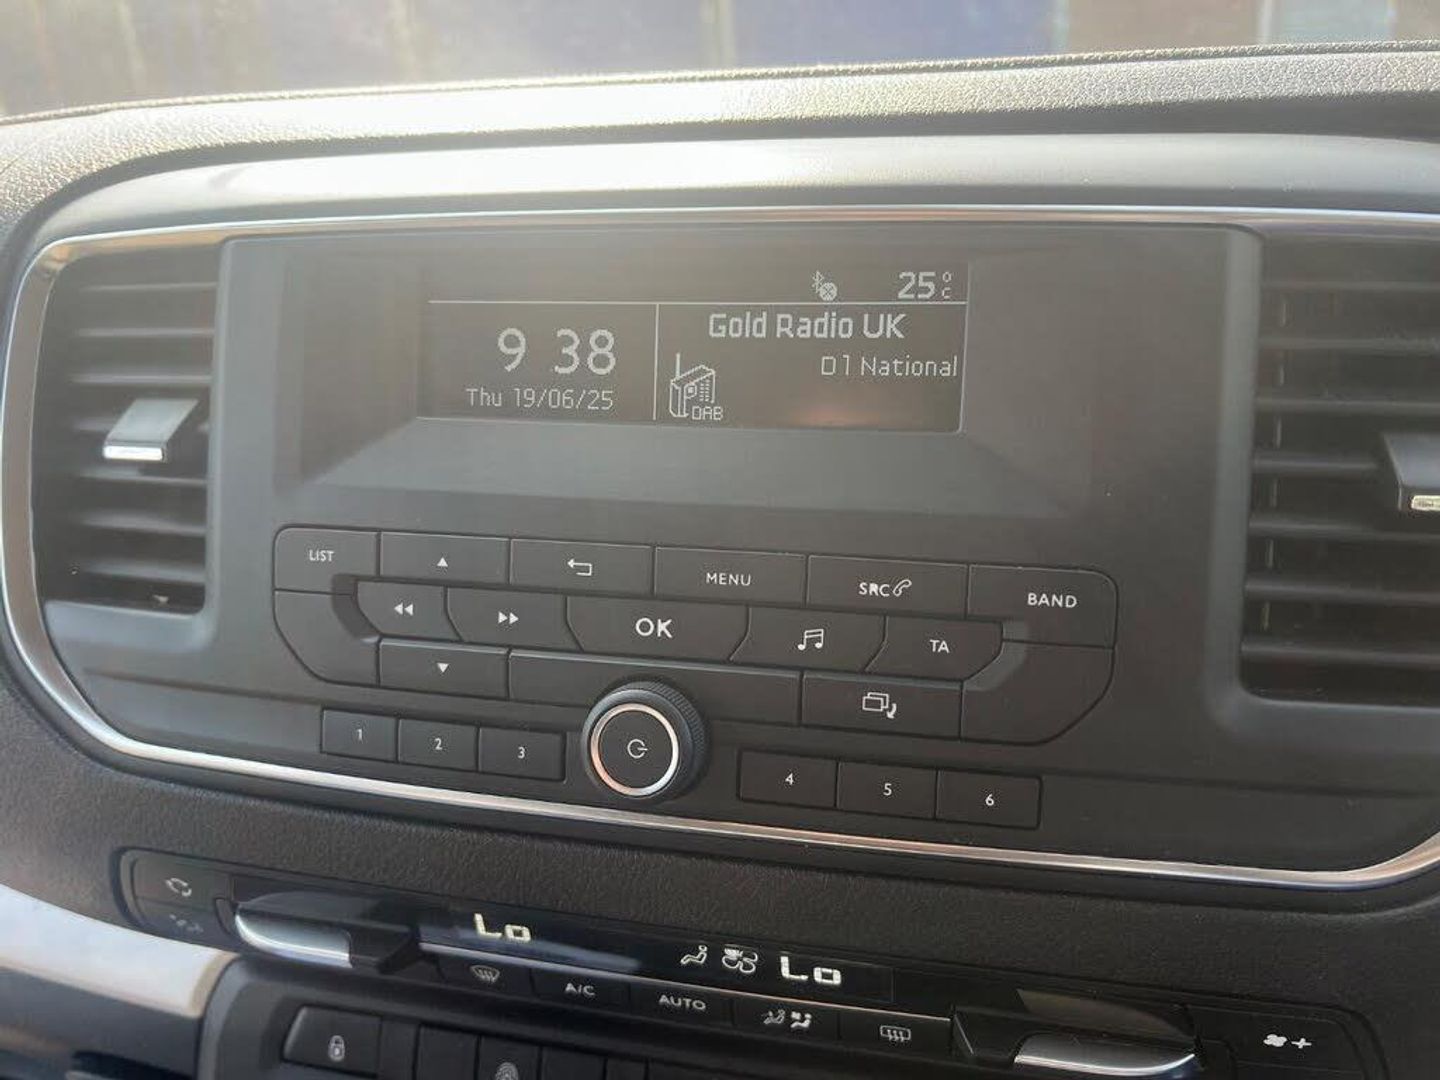 25°C
9 38
Thu 19/06/25
Gold Radio UK
D1 National
DAB
LIST
MENU
SRC
BAND
OK
TA
1
2
3
4
5
6
Lo
Lo
A/C
AUTO